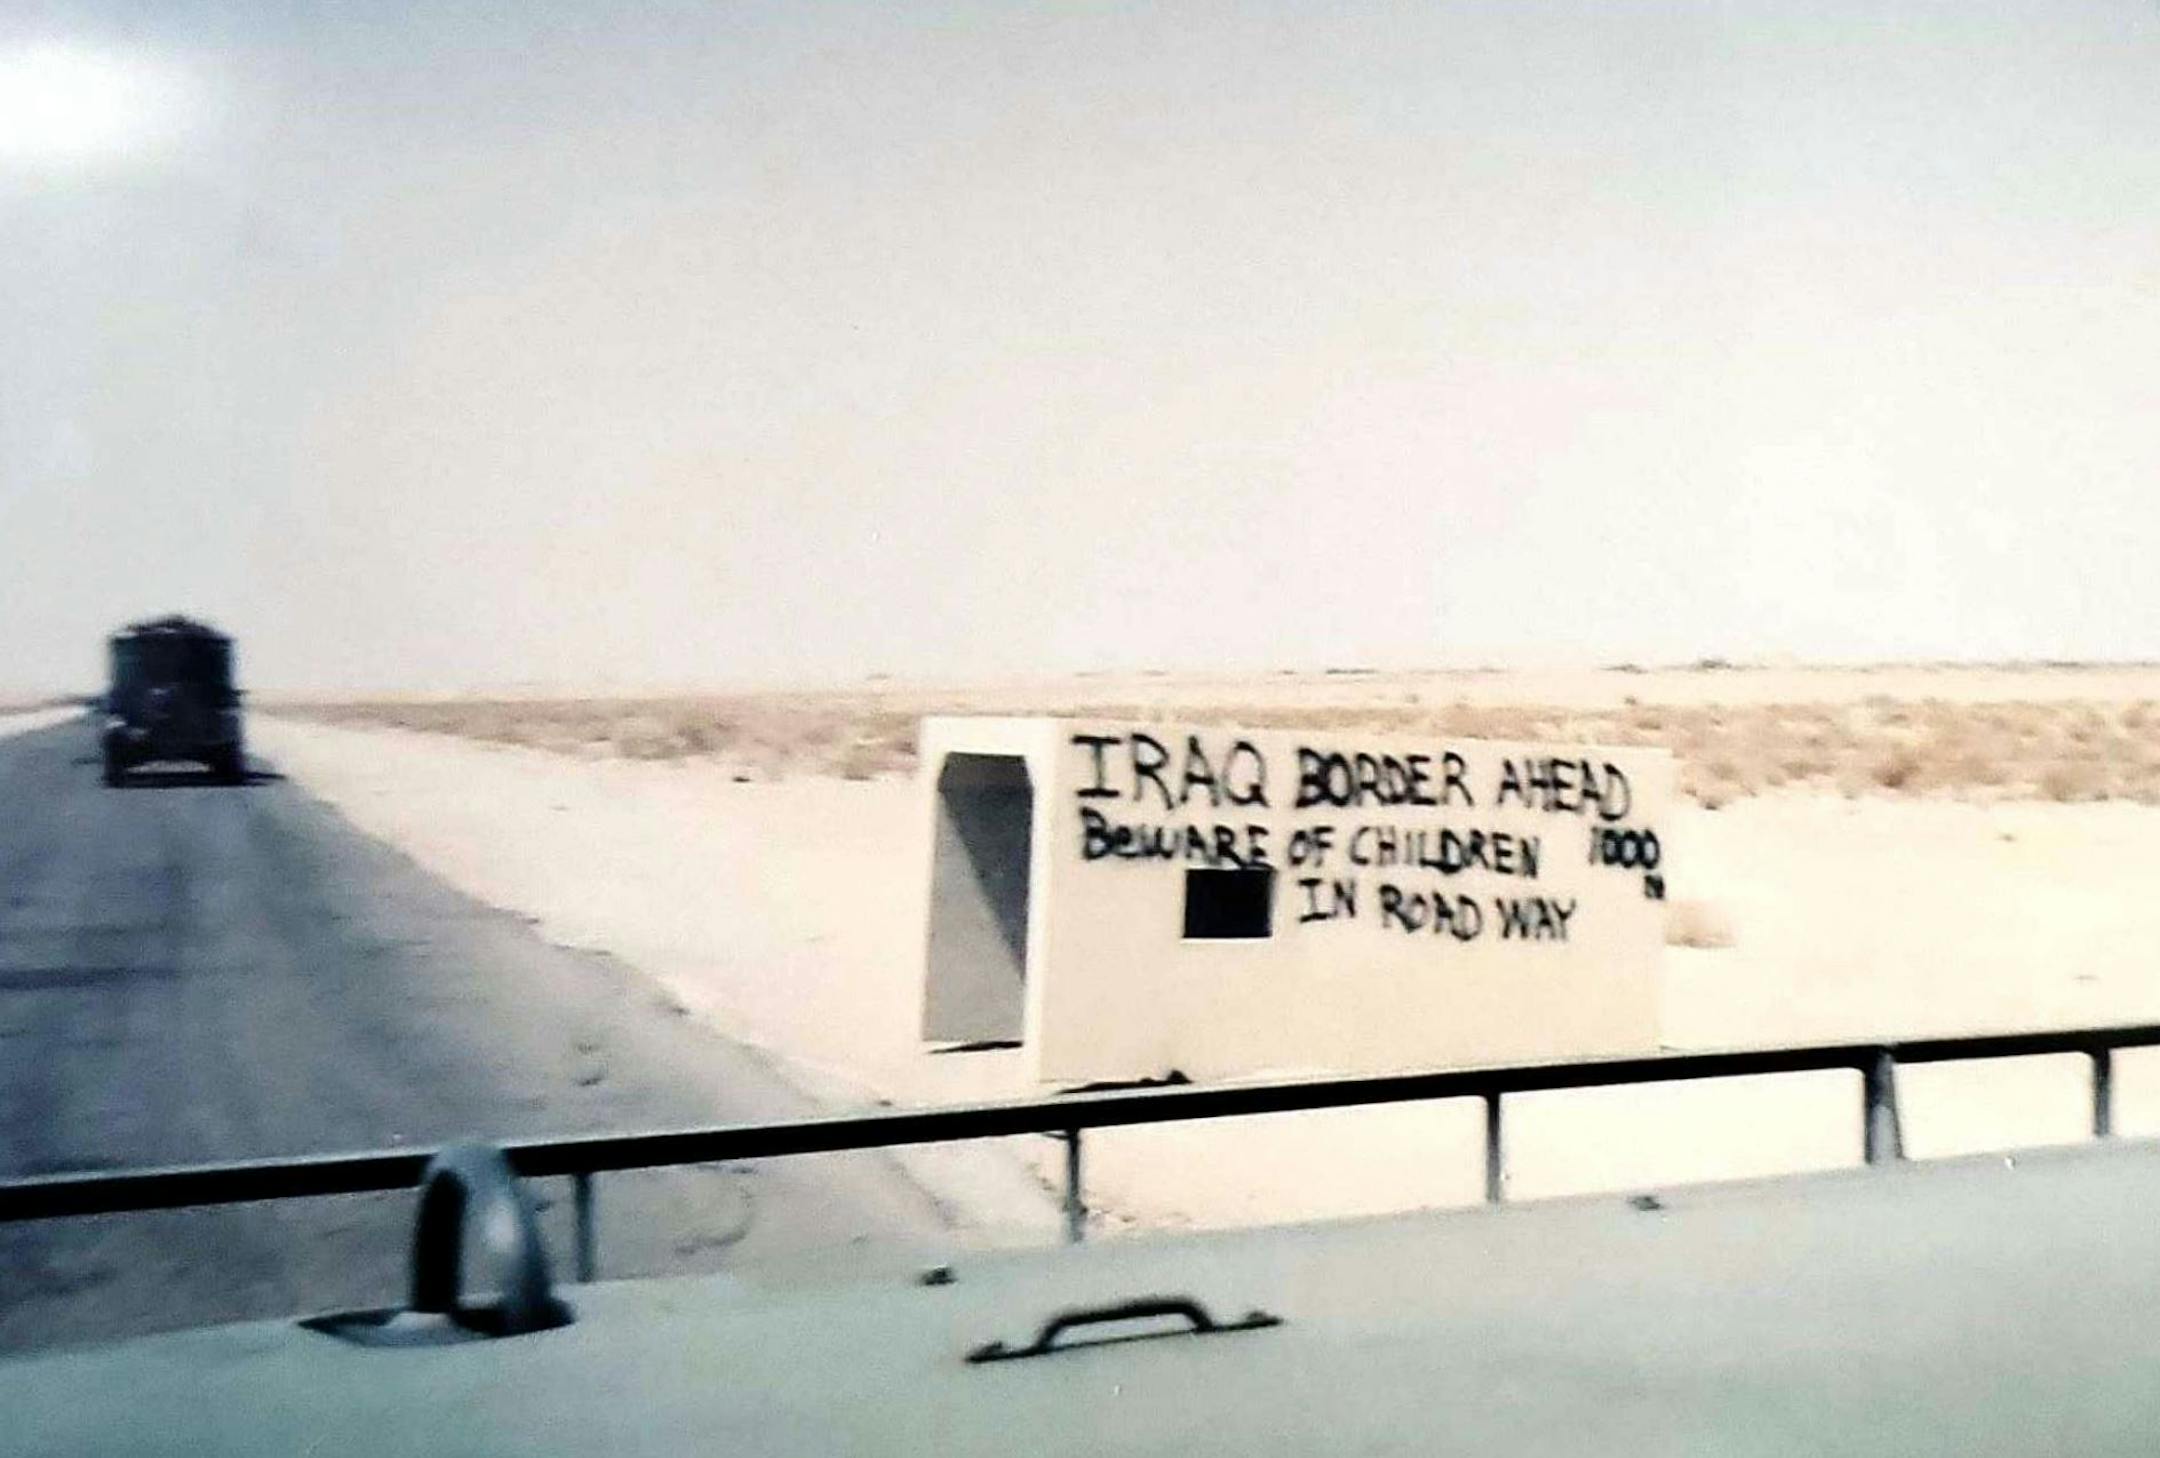 IRAQ BORDER AHEAD
BeWARE OF CHILDREN 1000
IN ROAD WAY